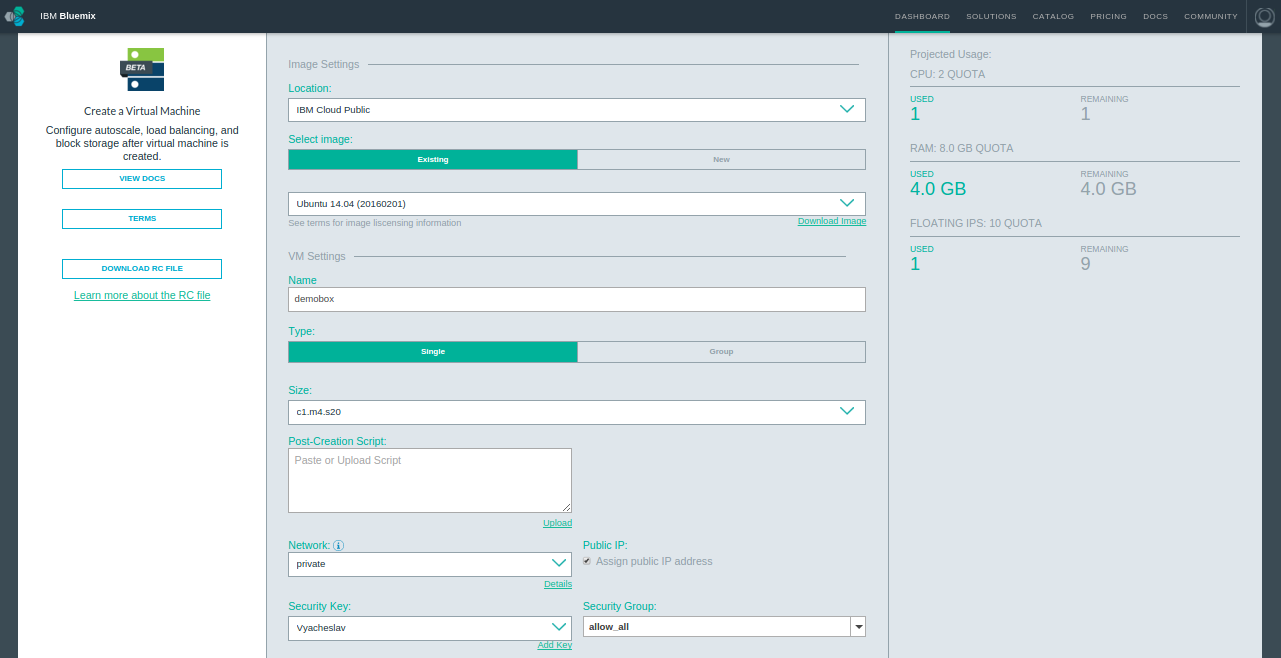 IBM Bluemix
DASHBOARD SOLUTIONS CATALOG PRICING DOCS COMMUNITY
BETA
Create a Virtual Machine
Configure autoscale, load balancing, and
block storage after virtual machine is
created.
VIEW DOCS
TERMS
DOWNLOAD RC FILE
Learn more about the RC file
Image Settings
Location:
IBM Cloud Public
Select image:
Existing New
Ubuntu 14.04 (20160201)
See terms for image liscensing information Download Image
VM Settings
Name
demobox
Type:
Single Group
Size:
c1.m4.s20
Post-Creation Script:
Paste or Upload Script
Upload
Network: Public IP:
private Assign public IP address
Details
Security Key: Security Group:
Vyacheslav allow_all
Add Key
Projected Usage:
CPU: 2 QUOTA
USED REMAINING
1 1
RAM: 8.0 GB QUOTA
USED REMAINING
4.0 GB 4.0 GB
FLOATING IPS: 10 QUOTA
USED REMAINING
1 9